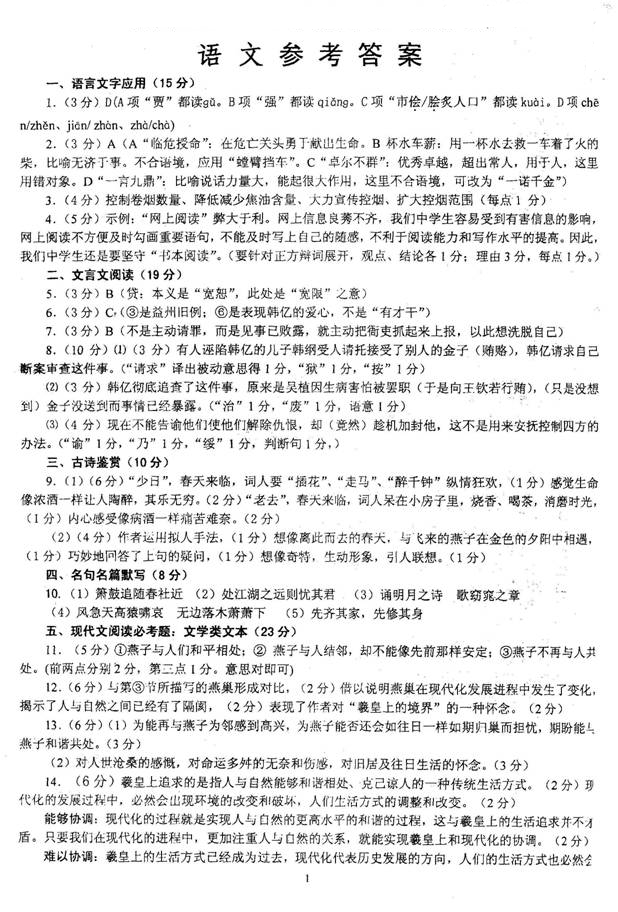 语文参考答案
一、语言文字应用（15分）
1.（3分）D(A项“贾”都读gǔ。B项“强”都读qiǎng。C项“市侩/脍炙人口”都读kuài。D项chē
n/zhěn、jiān/ zhàn、zhà/chà)
2.（3分）A（A“临危授命”：在危亡关头勇于献出生命。B 杯水车薪：用一杯水去救一车着了火的
柴，比喻无济于事。不合语境，应用“螳臂挡车”。C“卓尔不群”：优秀卓越，超出常人，用于人，这里
用错对象。D“一言九鼎”：比喻说话力量大，能起很大作用，这里不合语境，可改为“一诺千金”）
3.（4分）控制卷烟数量、降低减少焦油含量、大力宣传控烟、扩大控烟范围（每点1分）
4.（5分）示例：“网上阅读”弊大于利。网上信息良莠不齐，我们中学生容易受到有害信息的影响，
网上阅读不方便及时勾画重要语句，不能及时写上自己的随感，不利于阅读能力和写作水平的提高。因此，
我们中学生还是要坚守“书本阅读”。（要针对正方辩词展开，观点、结论各1分；理由3分，每点1分。）
二、文言文阅读（19分）
5.（3分）B（贷：本义是“宽恕”，此处是“宽限”之意）
6.（3分）C,（③是益州旧例；⑥是表现韩亿的爱心，不是“有才干”）
7.（3分）B（不是主动请罪，而是见事已败露，就主动把衙吏抓起来上报，以此想洗脱自己）
8.（10分）⑴（3分）有人诬陷韩亿的儿子韩纲受人请托接受了别人的金子（贿赂），韩亿请求自己
断案审查这件事。（“请求”译出被动意思得1分，“狱”1分，“按”1分）
⑵（3分）韩亿彻底追查了这件事，原来是吴植因生病害怕被罢职（于是向王钦若行贿），（只是没想
到）金子没送到而事情已经暴露。（“治”1分，“废”1分，语意1分）
⑶（4分）现在不能告谕他们使他们解除仇恨，却（竟然）趁机加封他，这不是用来安抚控制四方的
办法。（“谕”1分，“乃”1分，“绥”1分，判断句1分，）
三、古诗鉴赏（10分）
9.（1）（6分）“少日”，春天来临，词人要“插花”、“走马”、“醉千钟”纵情狂欢，（1分）感觉生命
像浓酒一样让人陶醉，其乐无穷。（2分）“老去”，春天来临，词人呆在小房子里，烧香、喝茶，消磨时光，
（1分）内心感受像病酒一样痛苦难奈。（2分）
（2）（4分）作者运用拟人手法，（1分）想像离此而去的春天，与飞来的燕子在金色的夕阳中相遇，
（1分）巧妙地回答了上句的疑问，（1分）想像奇特，生动形象，引人联想。（1分）
四、名句名篇默写（8分）
10.（1）箫鼓追随春社近（2）处江湖之远则忧其君 （3）诵明月之诗 歌窈窕之章
（4）风急天高猿啸哀 无边落木萧萧下 （5）先齐其家，先修其身
五、现代文阅读必考题：文学类文本（23分）
11.（5分）①燕子与人们和平相处；② 燕子与人结邻，却不能像先前那样安定；③燕子不再与人共
处。(前两点分别2分，第三点1分。意思对即可)
12.（6分）与第③节所描写的燕巢形成对比，（2分）借以说明燕巢在现代化发展进程中发生了变化，
揭示了人与自然之间已经有了隔阂，（2分）表现了作者对“羲皇上的境界”的一种怀念。（2分）
13.（6分）（1）为能再与燕子为邻感到高兴，为燕子能否还会如往日一样如期归巢而担忧，期盼能与
燕子和谐共处。（3分）
（2）对人世沧桑的感慨，对命运多舛的无奈和伤感，对旧居及往日生活的怀念。（3分）
14.（6分）羲皇上追求的是指人与自然能够和谐相处、克己谅人的一种传统生活方式。（2分）现
代化的发展过程中，必然会出现环境的改变和破坏，人们生活方式的调整和改变。（2分）
能够协调：现代化的过程就是实现人与自然的更高水平的和谐的过程，这与羲皇上的生活追求并不矛
盾。只要我们在现代化的进程中，更加注重人与自然的关系，就能实现羲皇上和现代化的协调。（2分）
难以协调：羲皇上的生活方式已经成为过去，现代化代表历史发展的方向，人们的生活方式也必然会
1